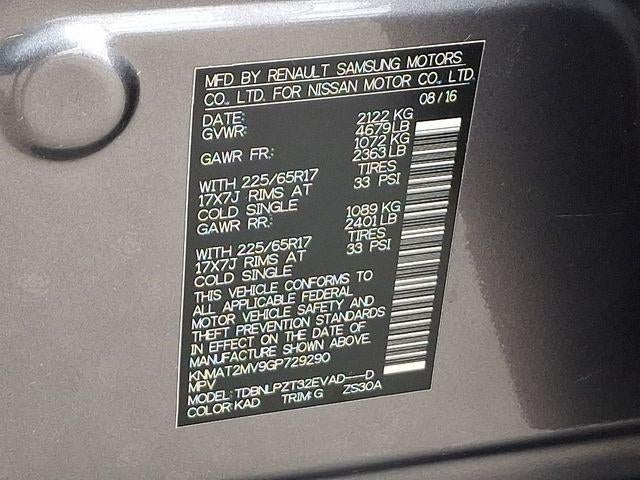 MFD BY RENAULT SAMSUNG MOTORS
CO., LTD. FOR NISSAN MOTOR CO., LTD.
DATE: 08/16
GVWR: 2122 KG
4679 LB
GAWR FR: 1072 KG
2363 LB
WITH 225/65R17 TIRES
17X7J RIMS AT 33 PSI
COLD SINGLE
GAWR RR: 1089 KG
2401 LB
WITH 225/65R17 TIRES
17X7J RIMS AT 33 PSI
COLD SINGLE
THIS VEHICLE CONFORMS TO
ALL APPLICABLE FEDERAL
MOTOR VEHICLE SAFETY AND
THEFT PREVENTION STANDARDS
IN EFFECT ON THE DATE OF
MANUFACTURE SHOWN ABOVE.
KNMAT2MV9GP729290
MPV
MODEL: TDBNLPZT32EVAD---D
COLOR: KAD TRIM: G ZS30A